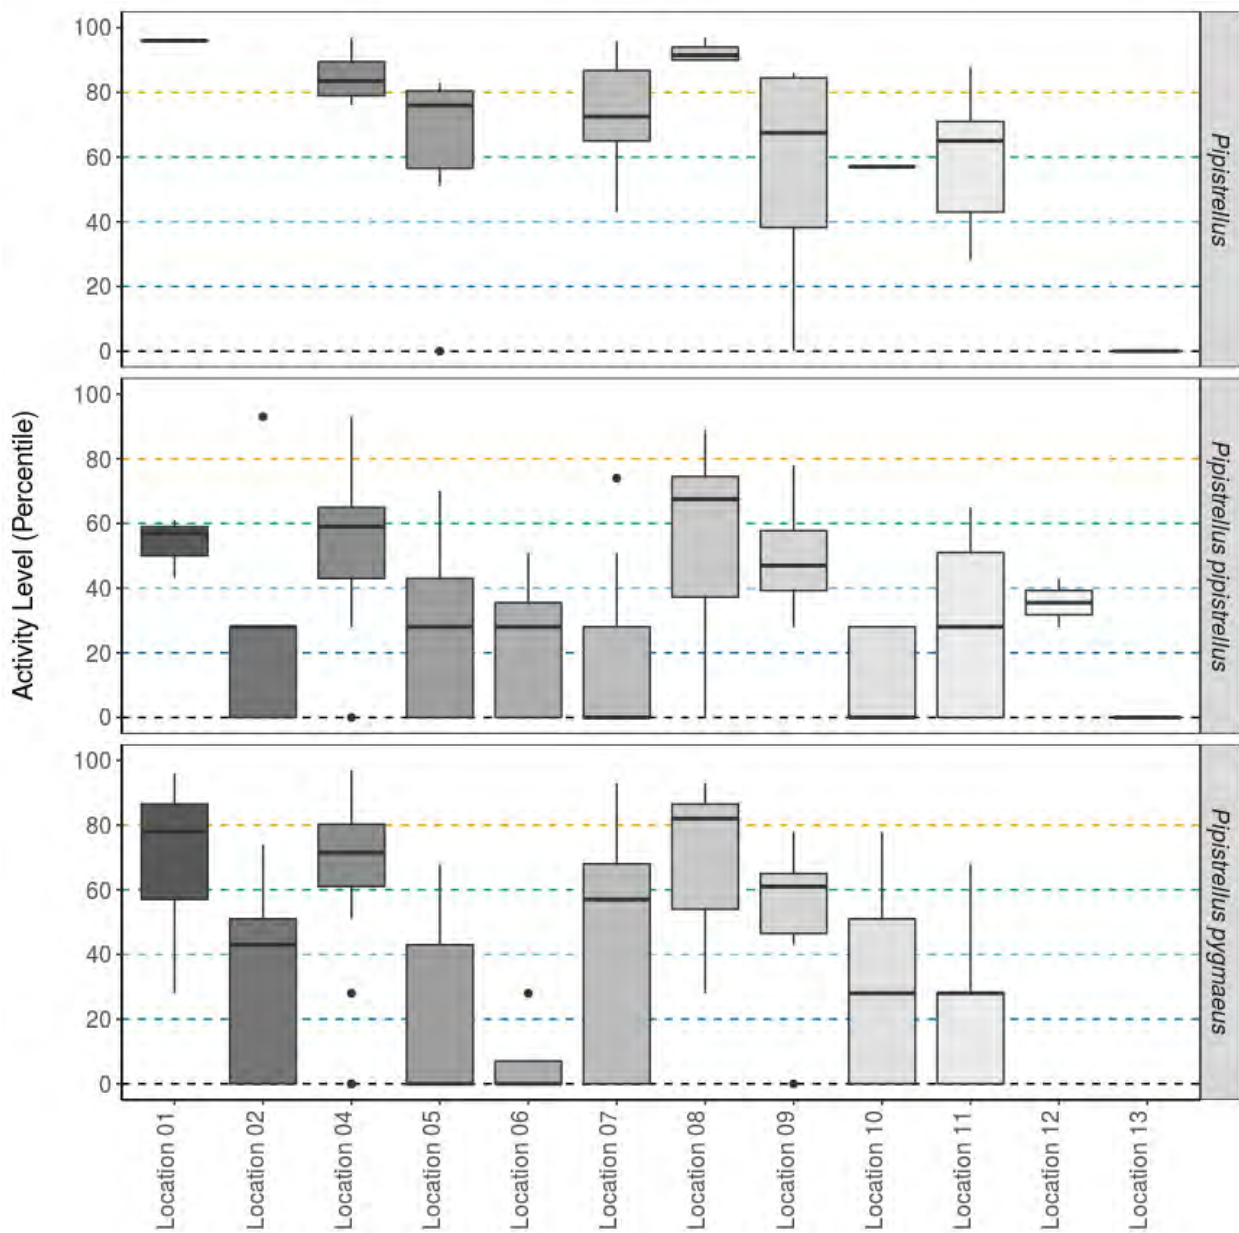 Activity Level (Percentile)
100
80
60
40
20
0
Pipistrellus
100
80
60
40
20
0
Pipistrellus pipistrellus
100
80
60
40
20
0
Pipistrellus pygmaeus
Location 01
Location 02
Location 04
Location 05
Location 06
Location 07
Location 08
Location 09
Location 10
Location 11
Location 12
Location 13